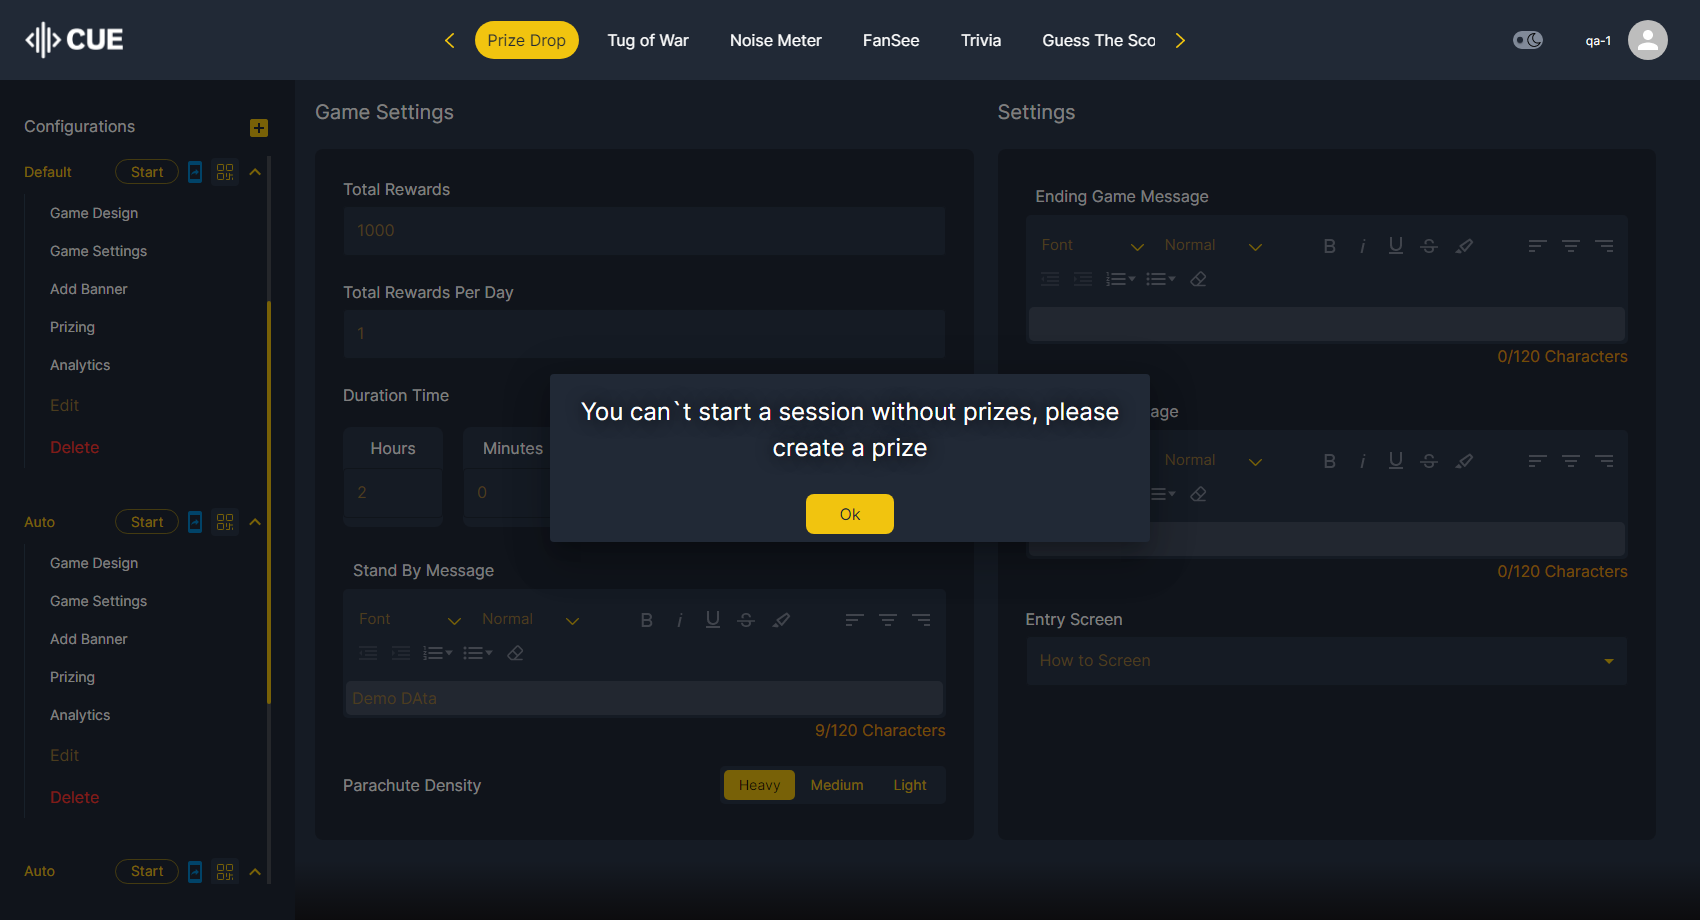 CUE
Prize Drop
Tug of War
Noise Meter
FanSee
Trivia
Guess The Sco
qa-1
Configurations
Default
Start
Game Design
Game Settings
Add Banner
Prizing
Analytics
Edit
Delete
Auto
Start
Game Design
Game Settings
Add Banner
Prizing
Analytics
Edit
Delete
Auto
Start
Game Settings
Total Rewards
1000
Total Rewards Per Day
1
Duration Time
Hours
Minutes
2
0
Stand By Message
Font
Normal
Demo DAta
9/120 Characters
Parachute Density
Heavy
Medium
Light
You can`t start a session without prizes, please
create a prize
Ok
Settings
Ending Game Message
Font
Normal
0/120 Characters
age
Normal
0/120 Characters
Entry Screen
How to Screen